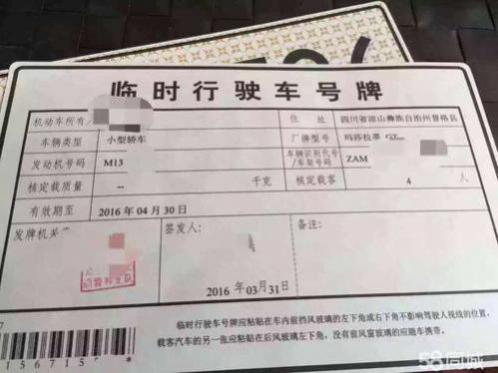 临时行驶车号牌
机动车所有 住址 四川省凉山彝族自治州普格县
车辆类型 小型轿车 厂牌型号 玛莎拉蒂
发动机号码 M13 车辆识别代号/车架号码 ZAM
核定载质量 -- 千克 核定载客 4 人
有效期至 2016 年 04 月 30 日
发牌机关 签发人: 备注:
2016 年 03 月 31 日
临时行驶车号牌应粘贴在车内前挡风玻璃的左下角或右下角不影响驾驶人视线的位置,
载客汽车的另一张应粘贴在后风玻璃左下角, 没有前风窗玻璃的应随车携带。
156715
58同城